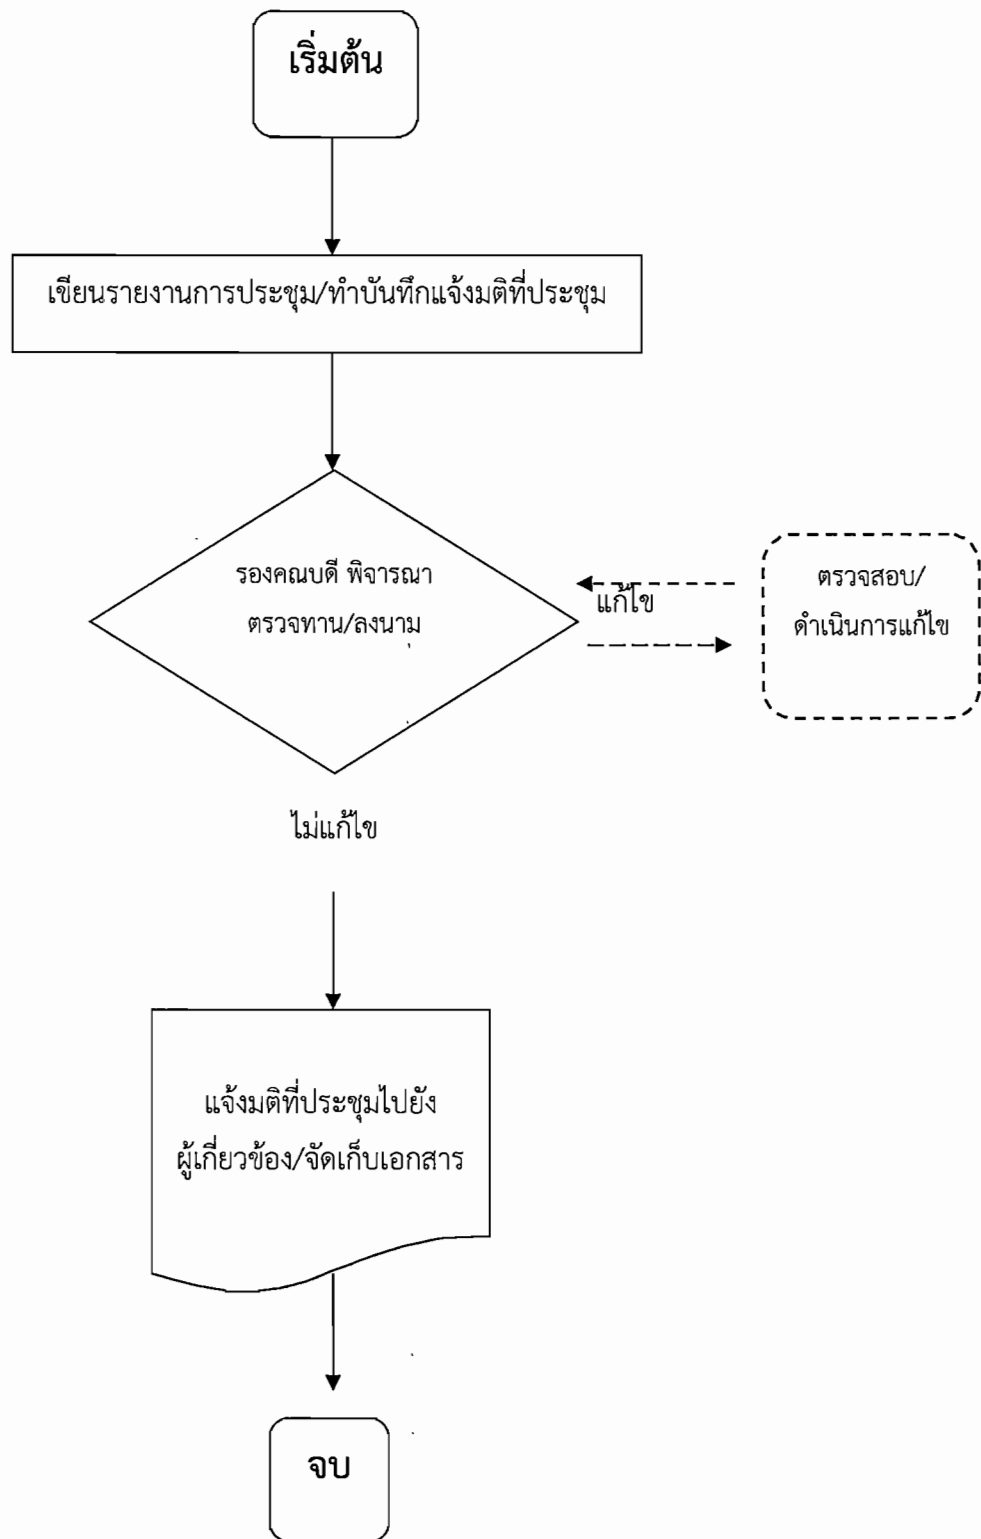 เริ่มต้น
เขียนรายงานการประชุม/ทำบันทึกแจ้งมติที่ประชุม
รองคณบดี พิจารณา
ตรวจทาน/ลงนาม
แก้ไข
ตรวจสอบ/
ดำเนินการแก้ไข
ไม่แก้ไข
แจ้งมติที่ประชุมไปยัง
ผู้เกี่ยวข้อง/จัดเก็บเอกสาร
จบ